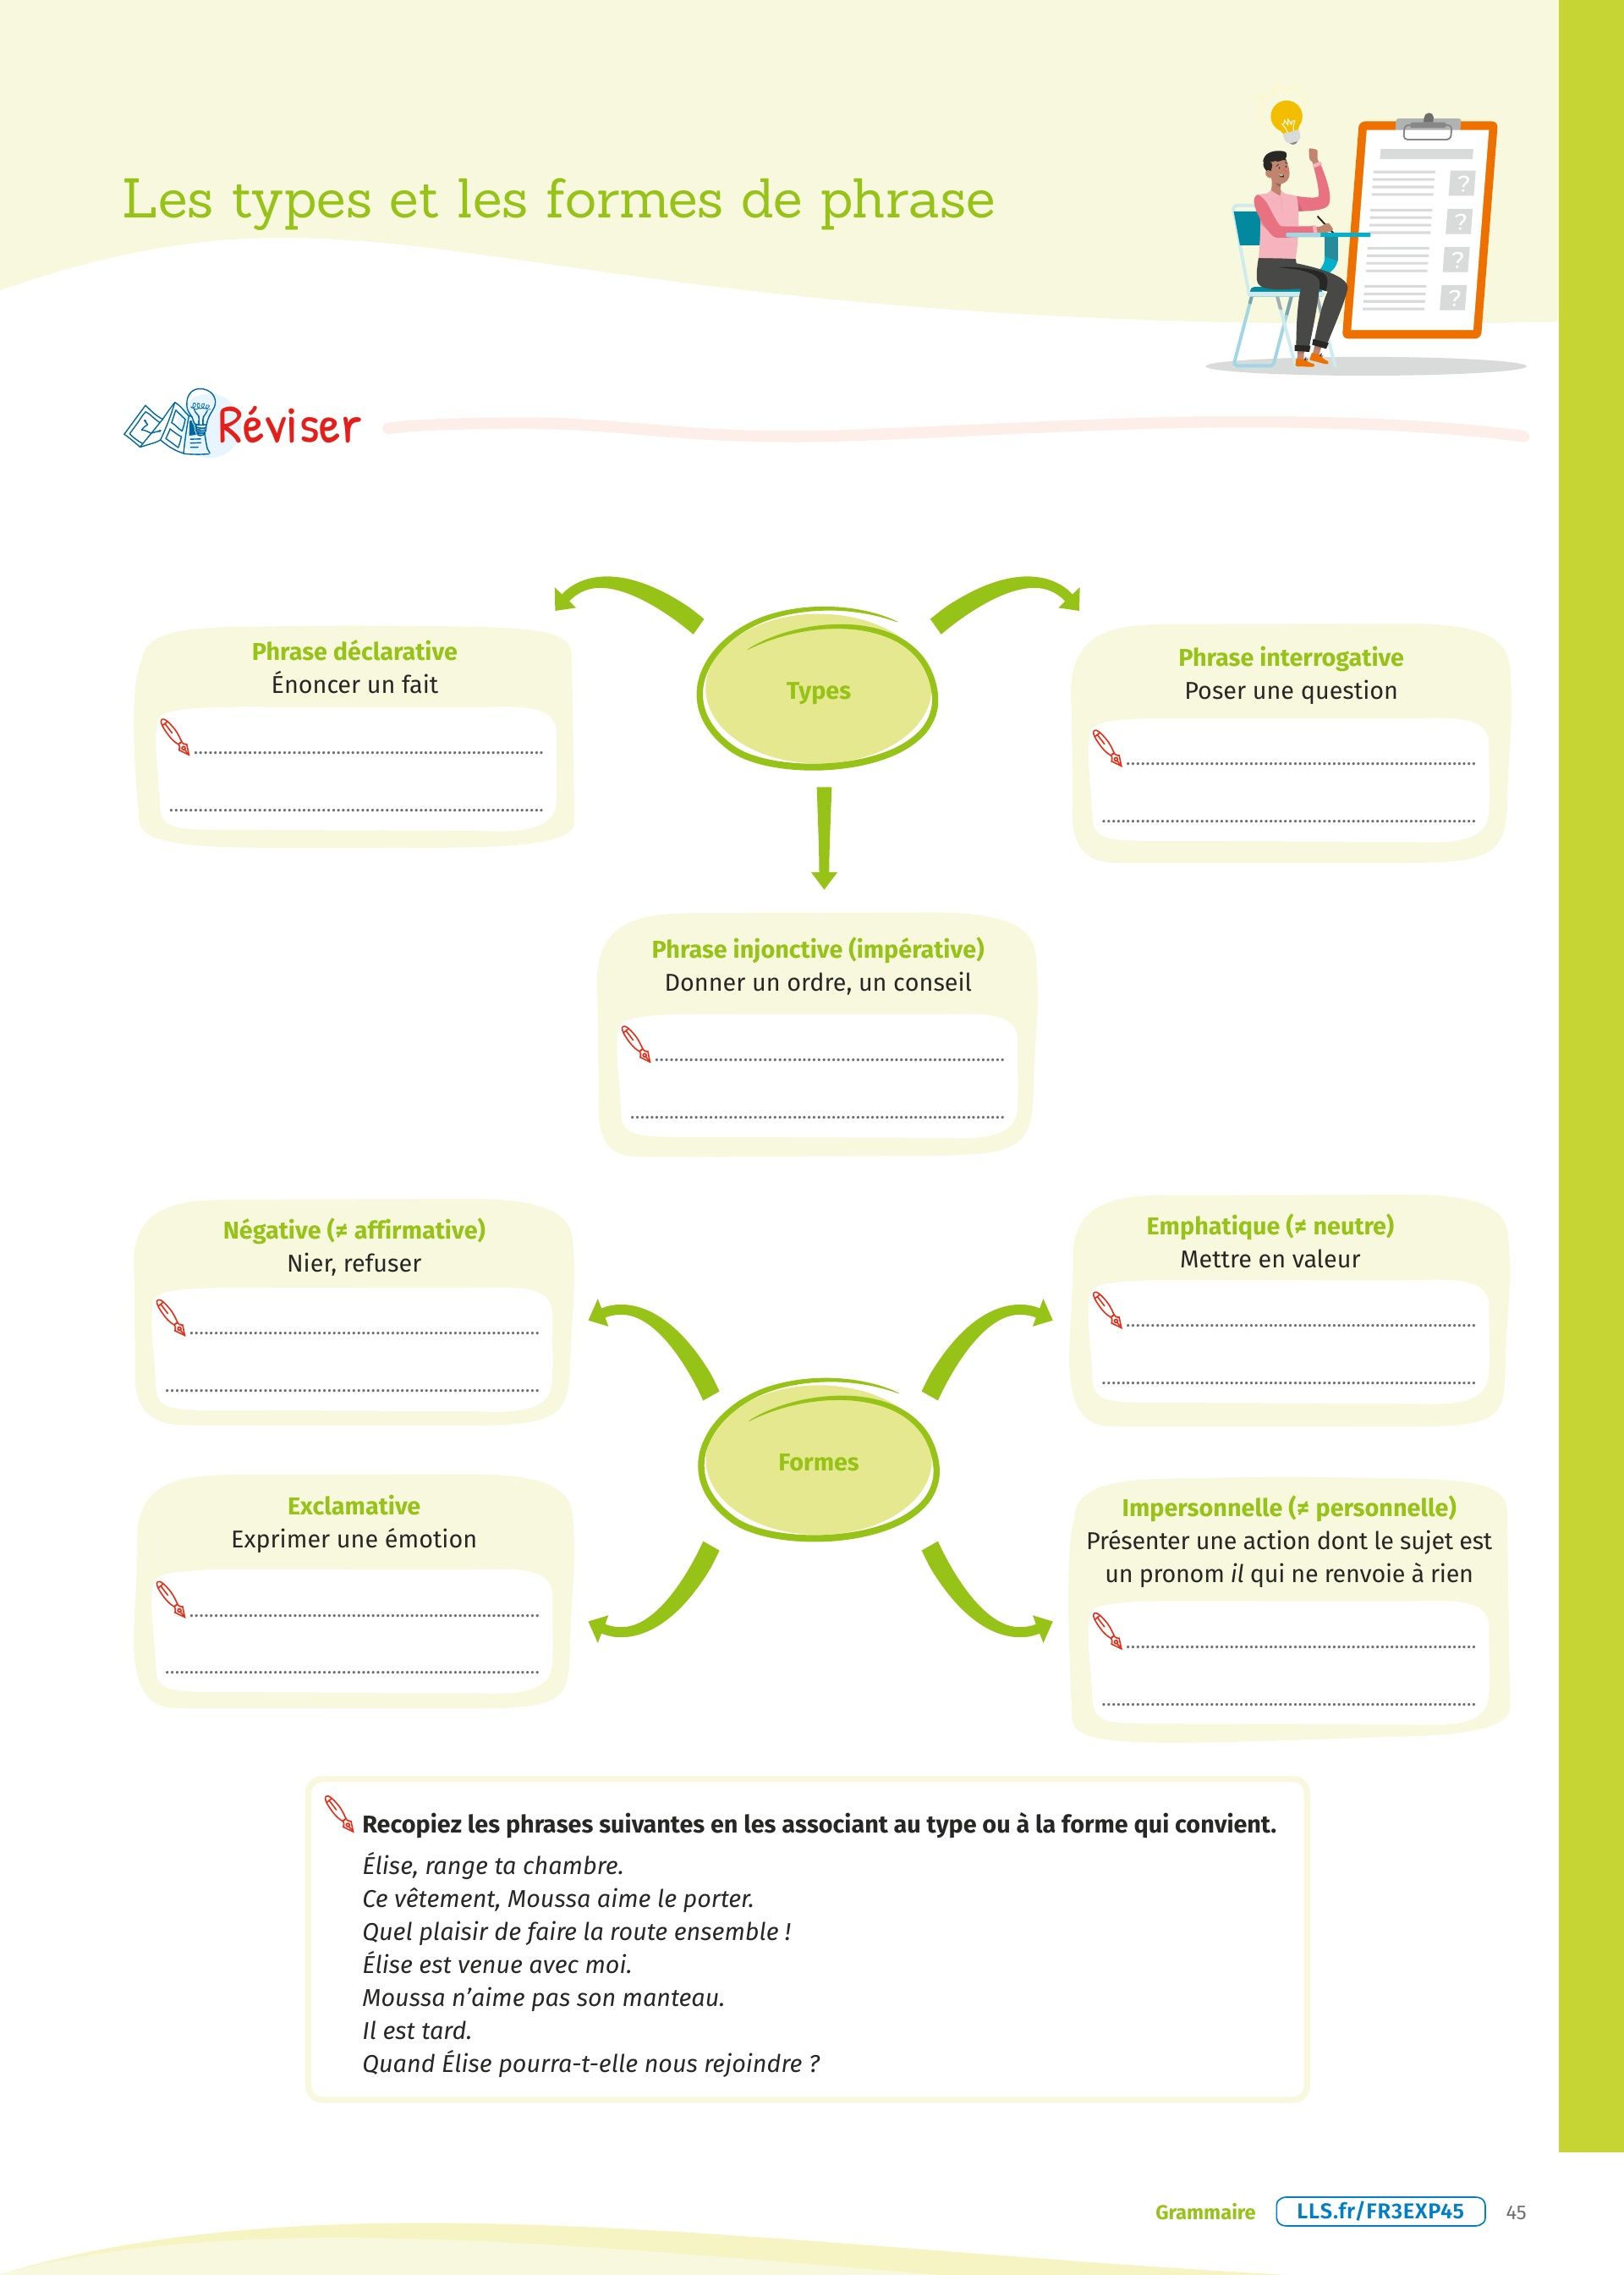 Les types et les formes de phrase
Réviser
Types
Phrase déclarative
Énoncer un fait
Phrase interrogative
Poser une question
Phrase injonctive (impérative)
Donner un ordre, un conseil
Négative (≠ affirmative)
Nier, refuser
Emphatique (≠ neutre)
Mettre en valeur
Formes
Exclamative
Exprimer une émotion
Impersonnelle (≠ personnelle)
Présenter une action dont le sujet est
un pronom il qui ne renvoie à rien
Recopiez les phrases suivantes en les associant au type ou à la forme qui convient.
Élise, range ta chambre.
Ce vêtement, Moussa aime le porter.
Quel plaisir de faire la route ensemble !
Élise est venue avec moi.
Moussa n'aime pas son manteau.
Il est tard.
Quand Élise pourra-t-elle nous rejoindre ?
Grammaire LLS.fr/FR3EXP45 45